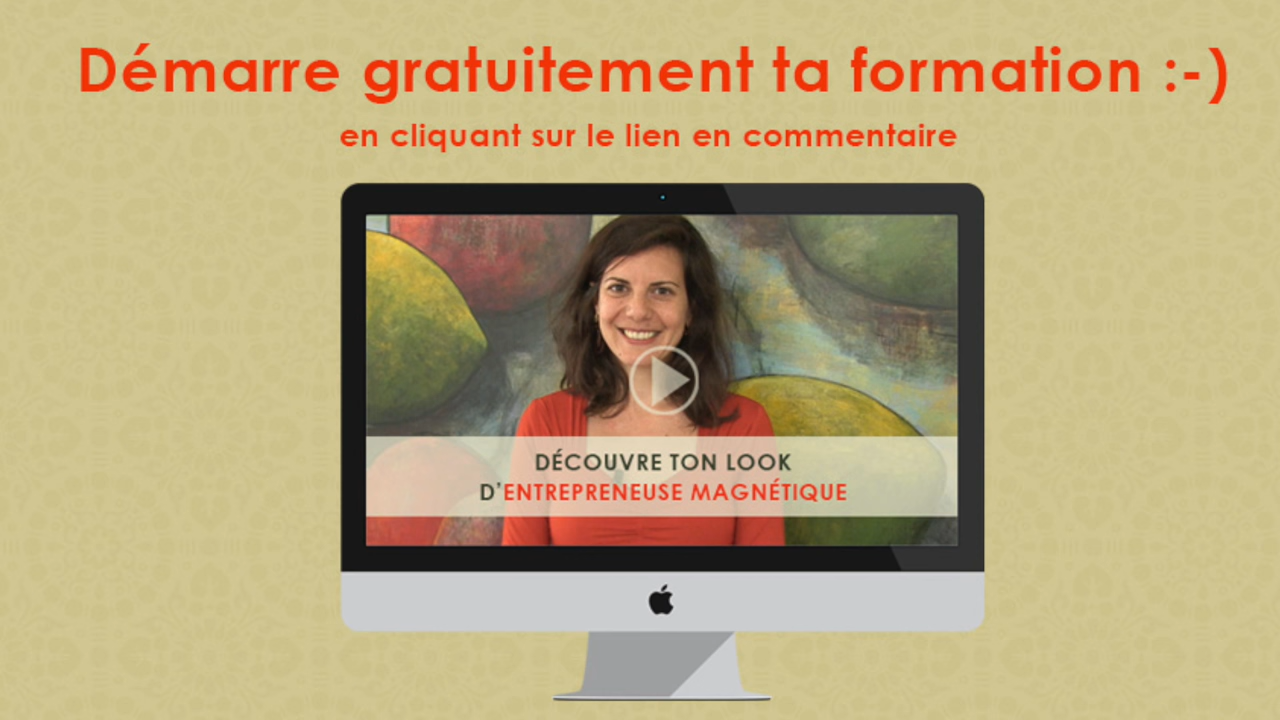 Démarre gratuitement ta formation :-)
en cliquant sur le lien en commentaire
DÉCOUVRE TON LOOK
D'ENTREPRENEUSE MAGNÉTIQUE